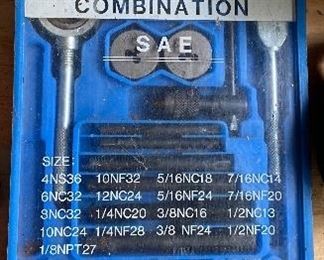 COMBINATION
SAE
SIZE:
4NS36 10NF32 5/16NC18 7/16NC14
6NC32 12NC24 5/16NF24 7/16NF20
8NC32 1/4NC20 3/8NC16 1/2NC13
10NC24 1/4NF28 3/8 NF24 1/2NF20
1/8NPT27